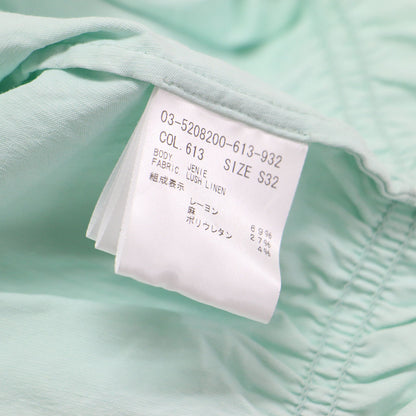 03-5208200-613-932
COL.613 SIZE S32
BODY JENIE
FABRIC LUSH LINEN
組成表示
レーヨン 69%
麻 27%
ポリウレタン 4%